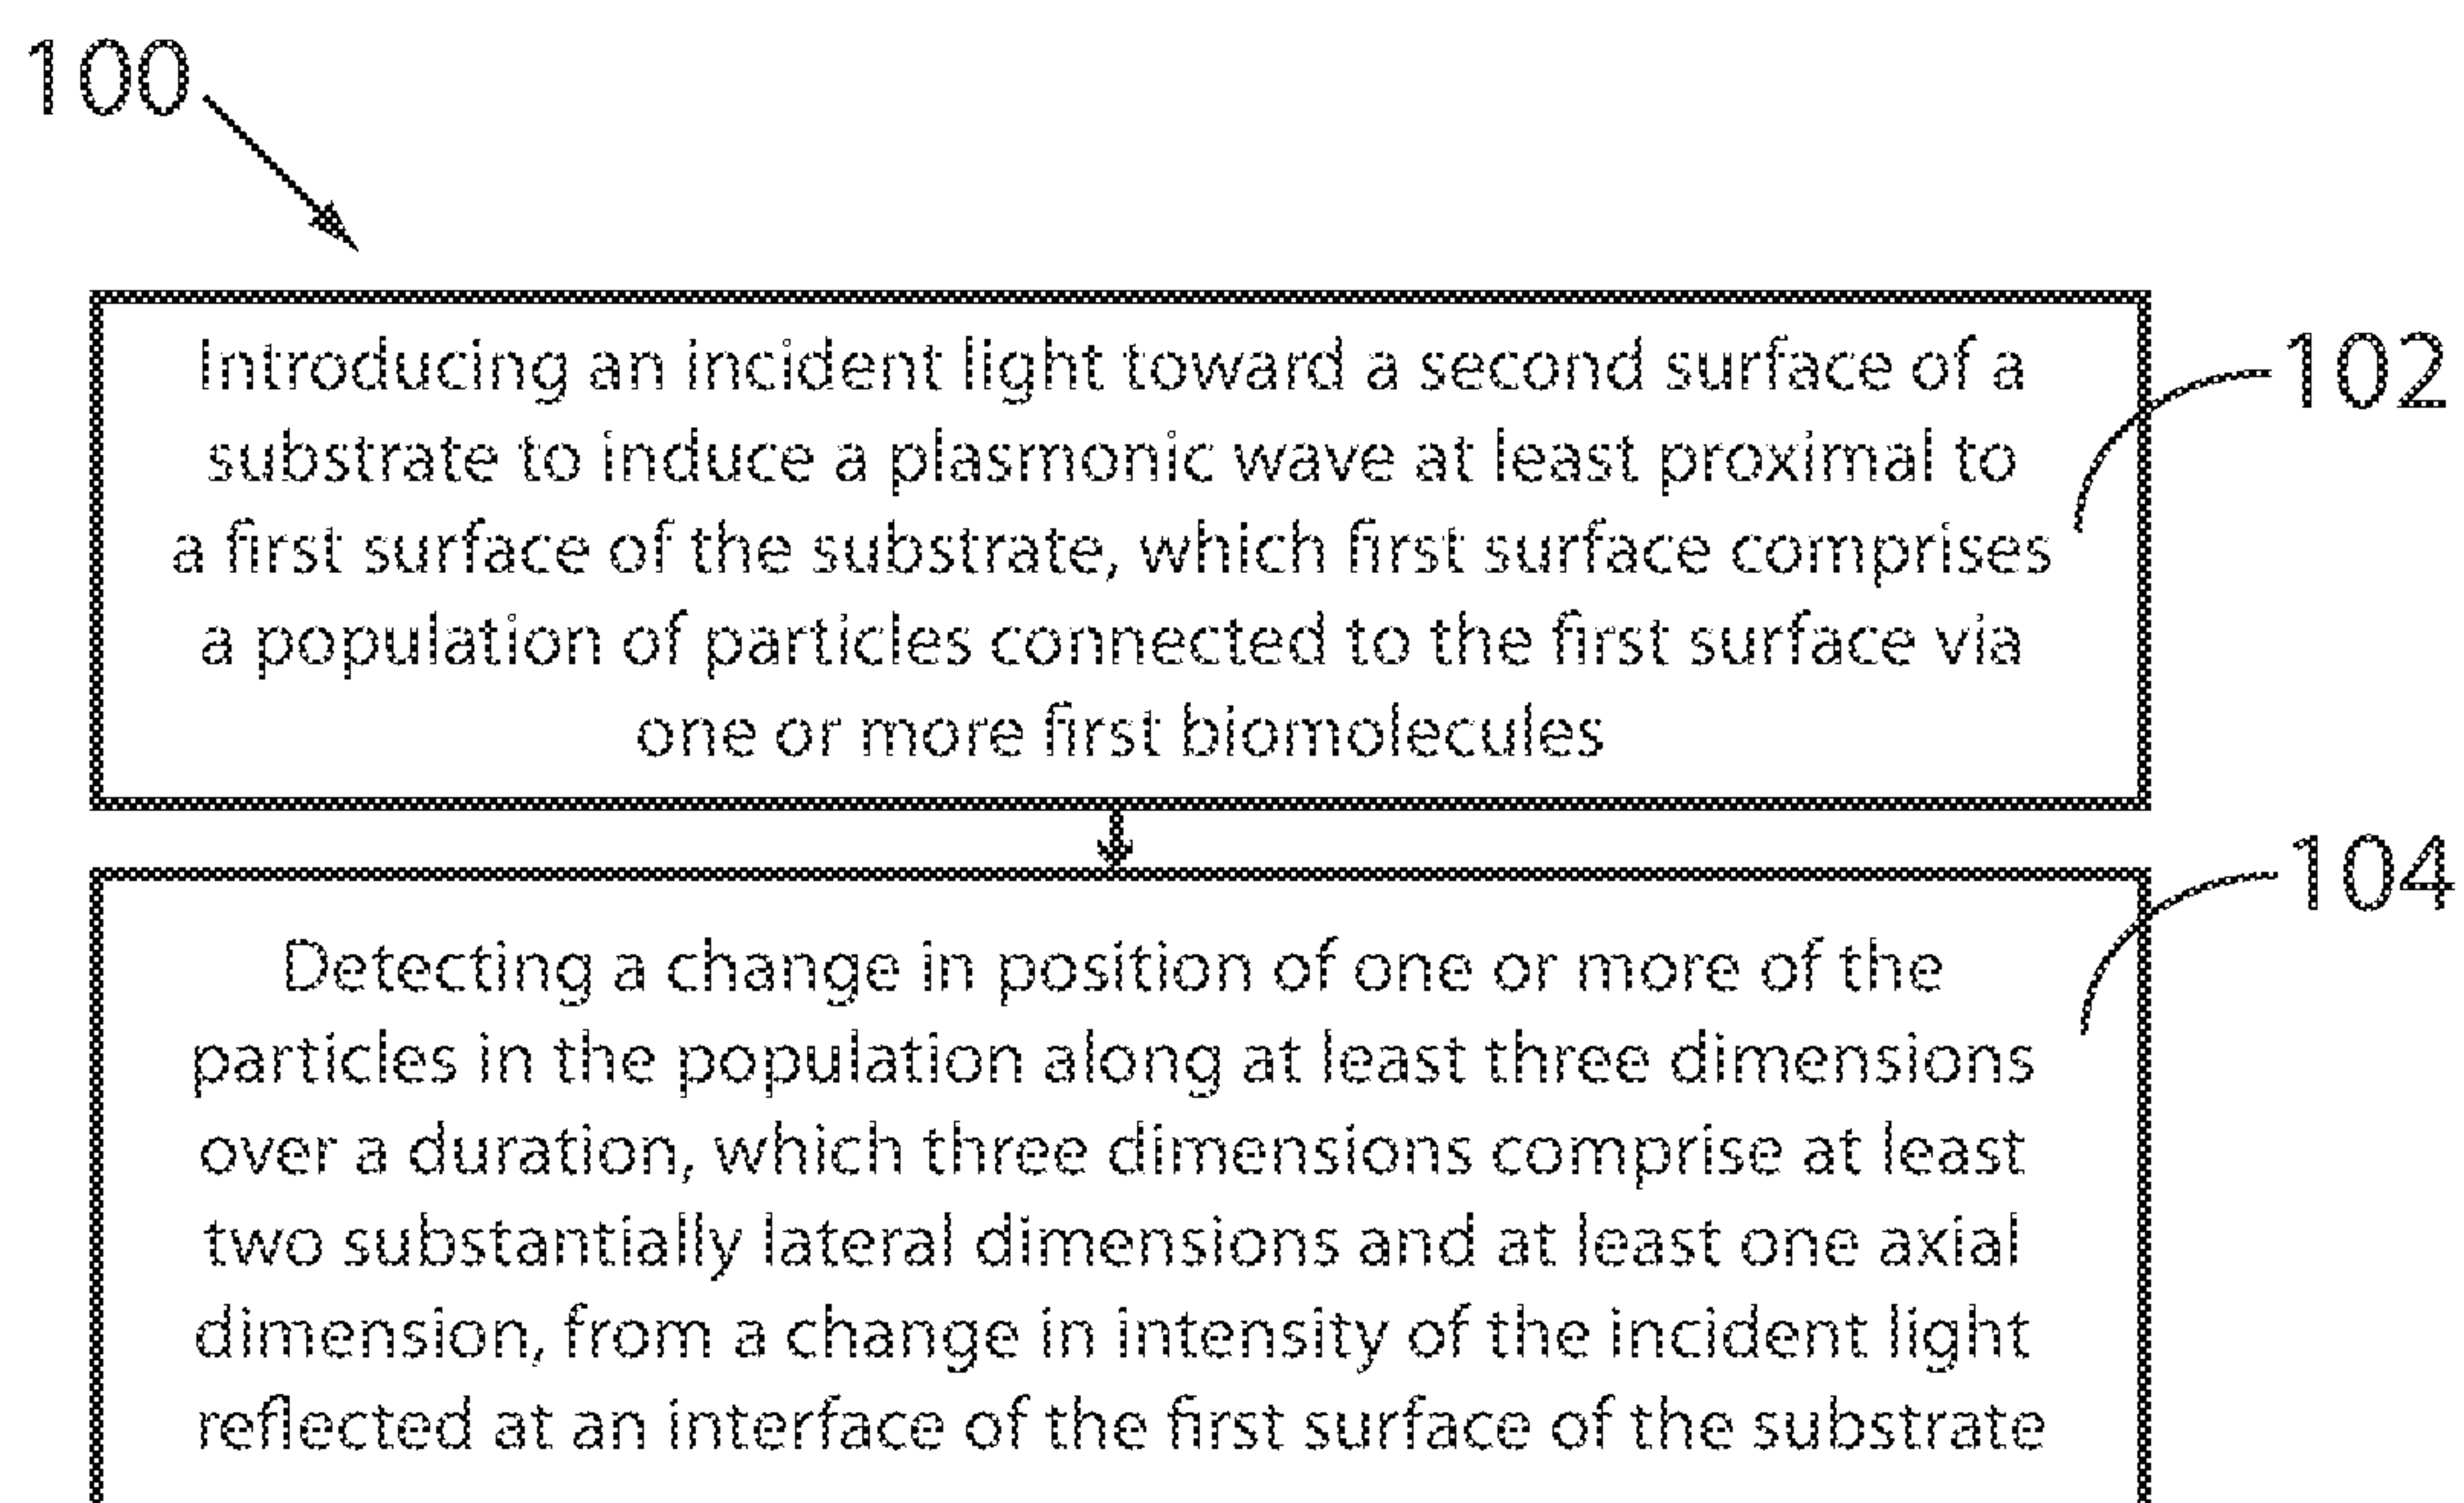 100
Introducing an incident light toward a second surface of a
substrate to induce a plasmonic wave at least proximal to
a first surface of the substrate, which first surface comprises
a population of particles connected to the first surface via
one or more first biomolecules
102
104
Detecting a change in position of one or more of the
particles in the population along at least three dimensions
over a duration, which three dimensions comprise at least
two substantially lateral dimensions and at least one axial
dimension, from a change in intensity of the incident light
reflected at an interface of the first surface of the substrate